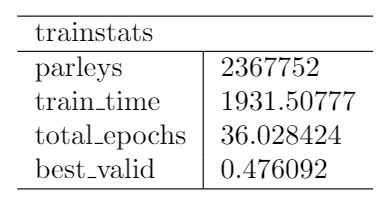 trainstats
parleys 2367752
train_time 1931.50777
total_epochs 36.028424
best_valid 0.476092